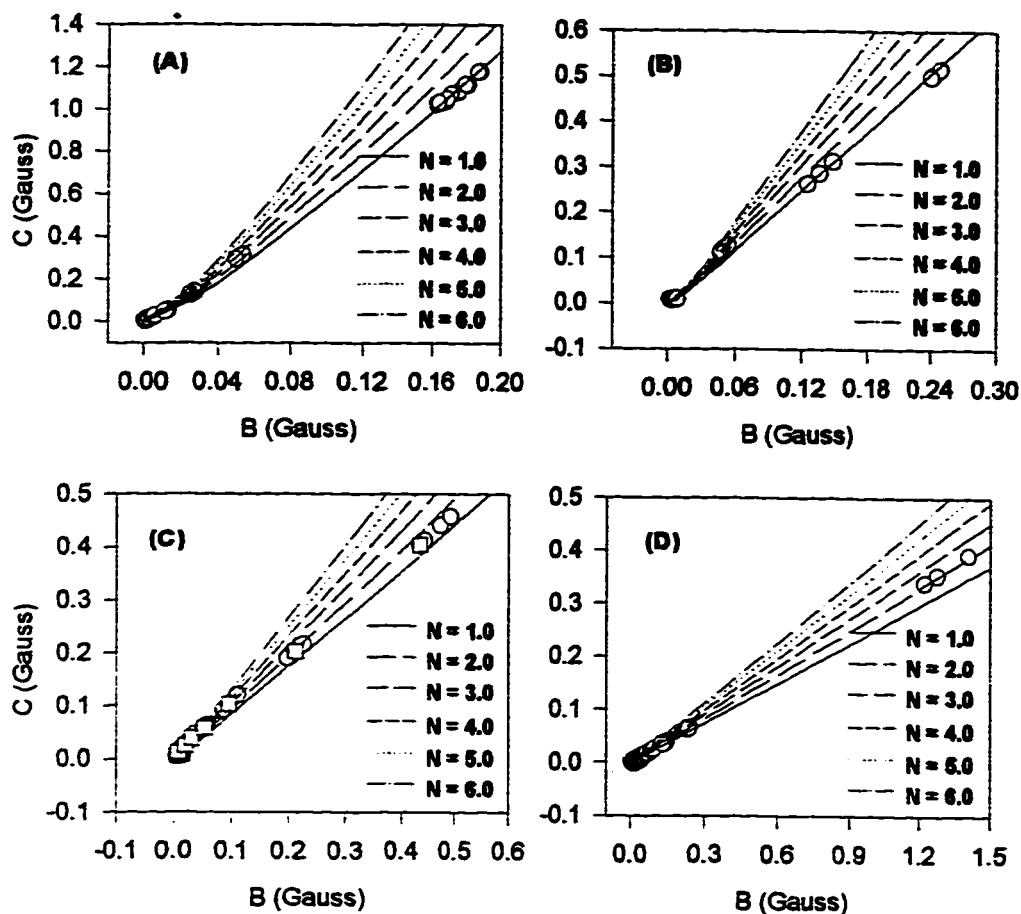 1.4
1.2
1.0
0.8
0.6
0.4
0.2
0.0
C (Gauss)
(A)
N = 1.0
N = 2.0
N = 3.0
N = 4.0
N = 5.0
N = 6.0
0.00 0.04 0.08 0.12 0.16 0.20
B (Gauss)
0.6
0.5
0.4
0.3
0.2
0.1
0.0
-0.1
(B)
N = 1.0
N = 2.0
N = 3.0
N = 4.0
N = 5.0
N = 6.0
0.00 0.06 0.12 0.18 0.24 0.30
B (Gauss)
0.5
0.4
0.3
0.2
0.1
0.0
-0.1
C (Gauss)
(C)
N = 1.0
N = 2.0
N = 3.0
N = 4.0
N = 5.0
N = 6.0
-0.1 0.0 0.1 0.2 0.3 0.4 0.5 0.6
B (Gauss)
0.5
0.4
0.3
0.2
0.1
0.0
-0.1
(D)
N = 1.0
N = 2.0
N = 3.0
N = 4.0
N = 5.0
N = 6.0
0.0 0.3 0.6 0.9 1.2 1.5
B (Gauss)